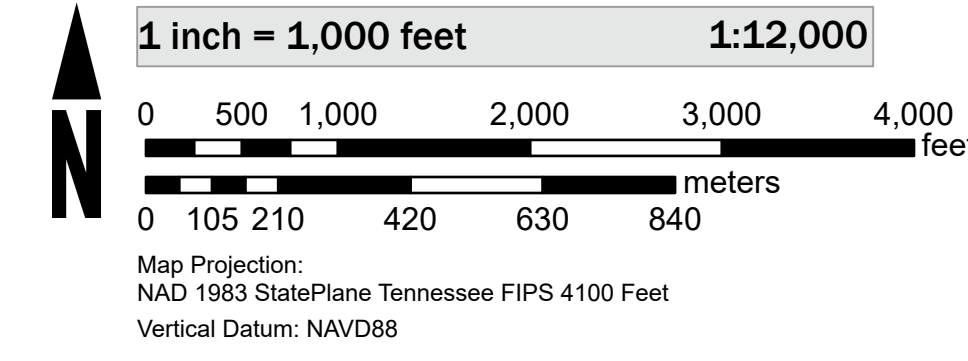 N
1 inch = 1,000 feet 1:12,000
0 500 1,000 2,000 3,000 4,000
feet
meters
0 105 210 420 630 840
Map Projection:
NAD 1983 StatePlane Tennessee FIPS 4100 Feet
Vertical Datum: NAVD88